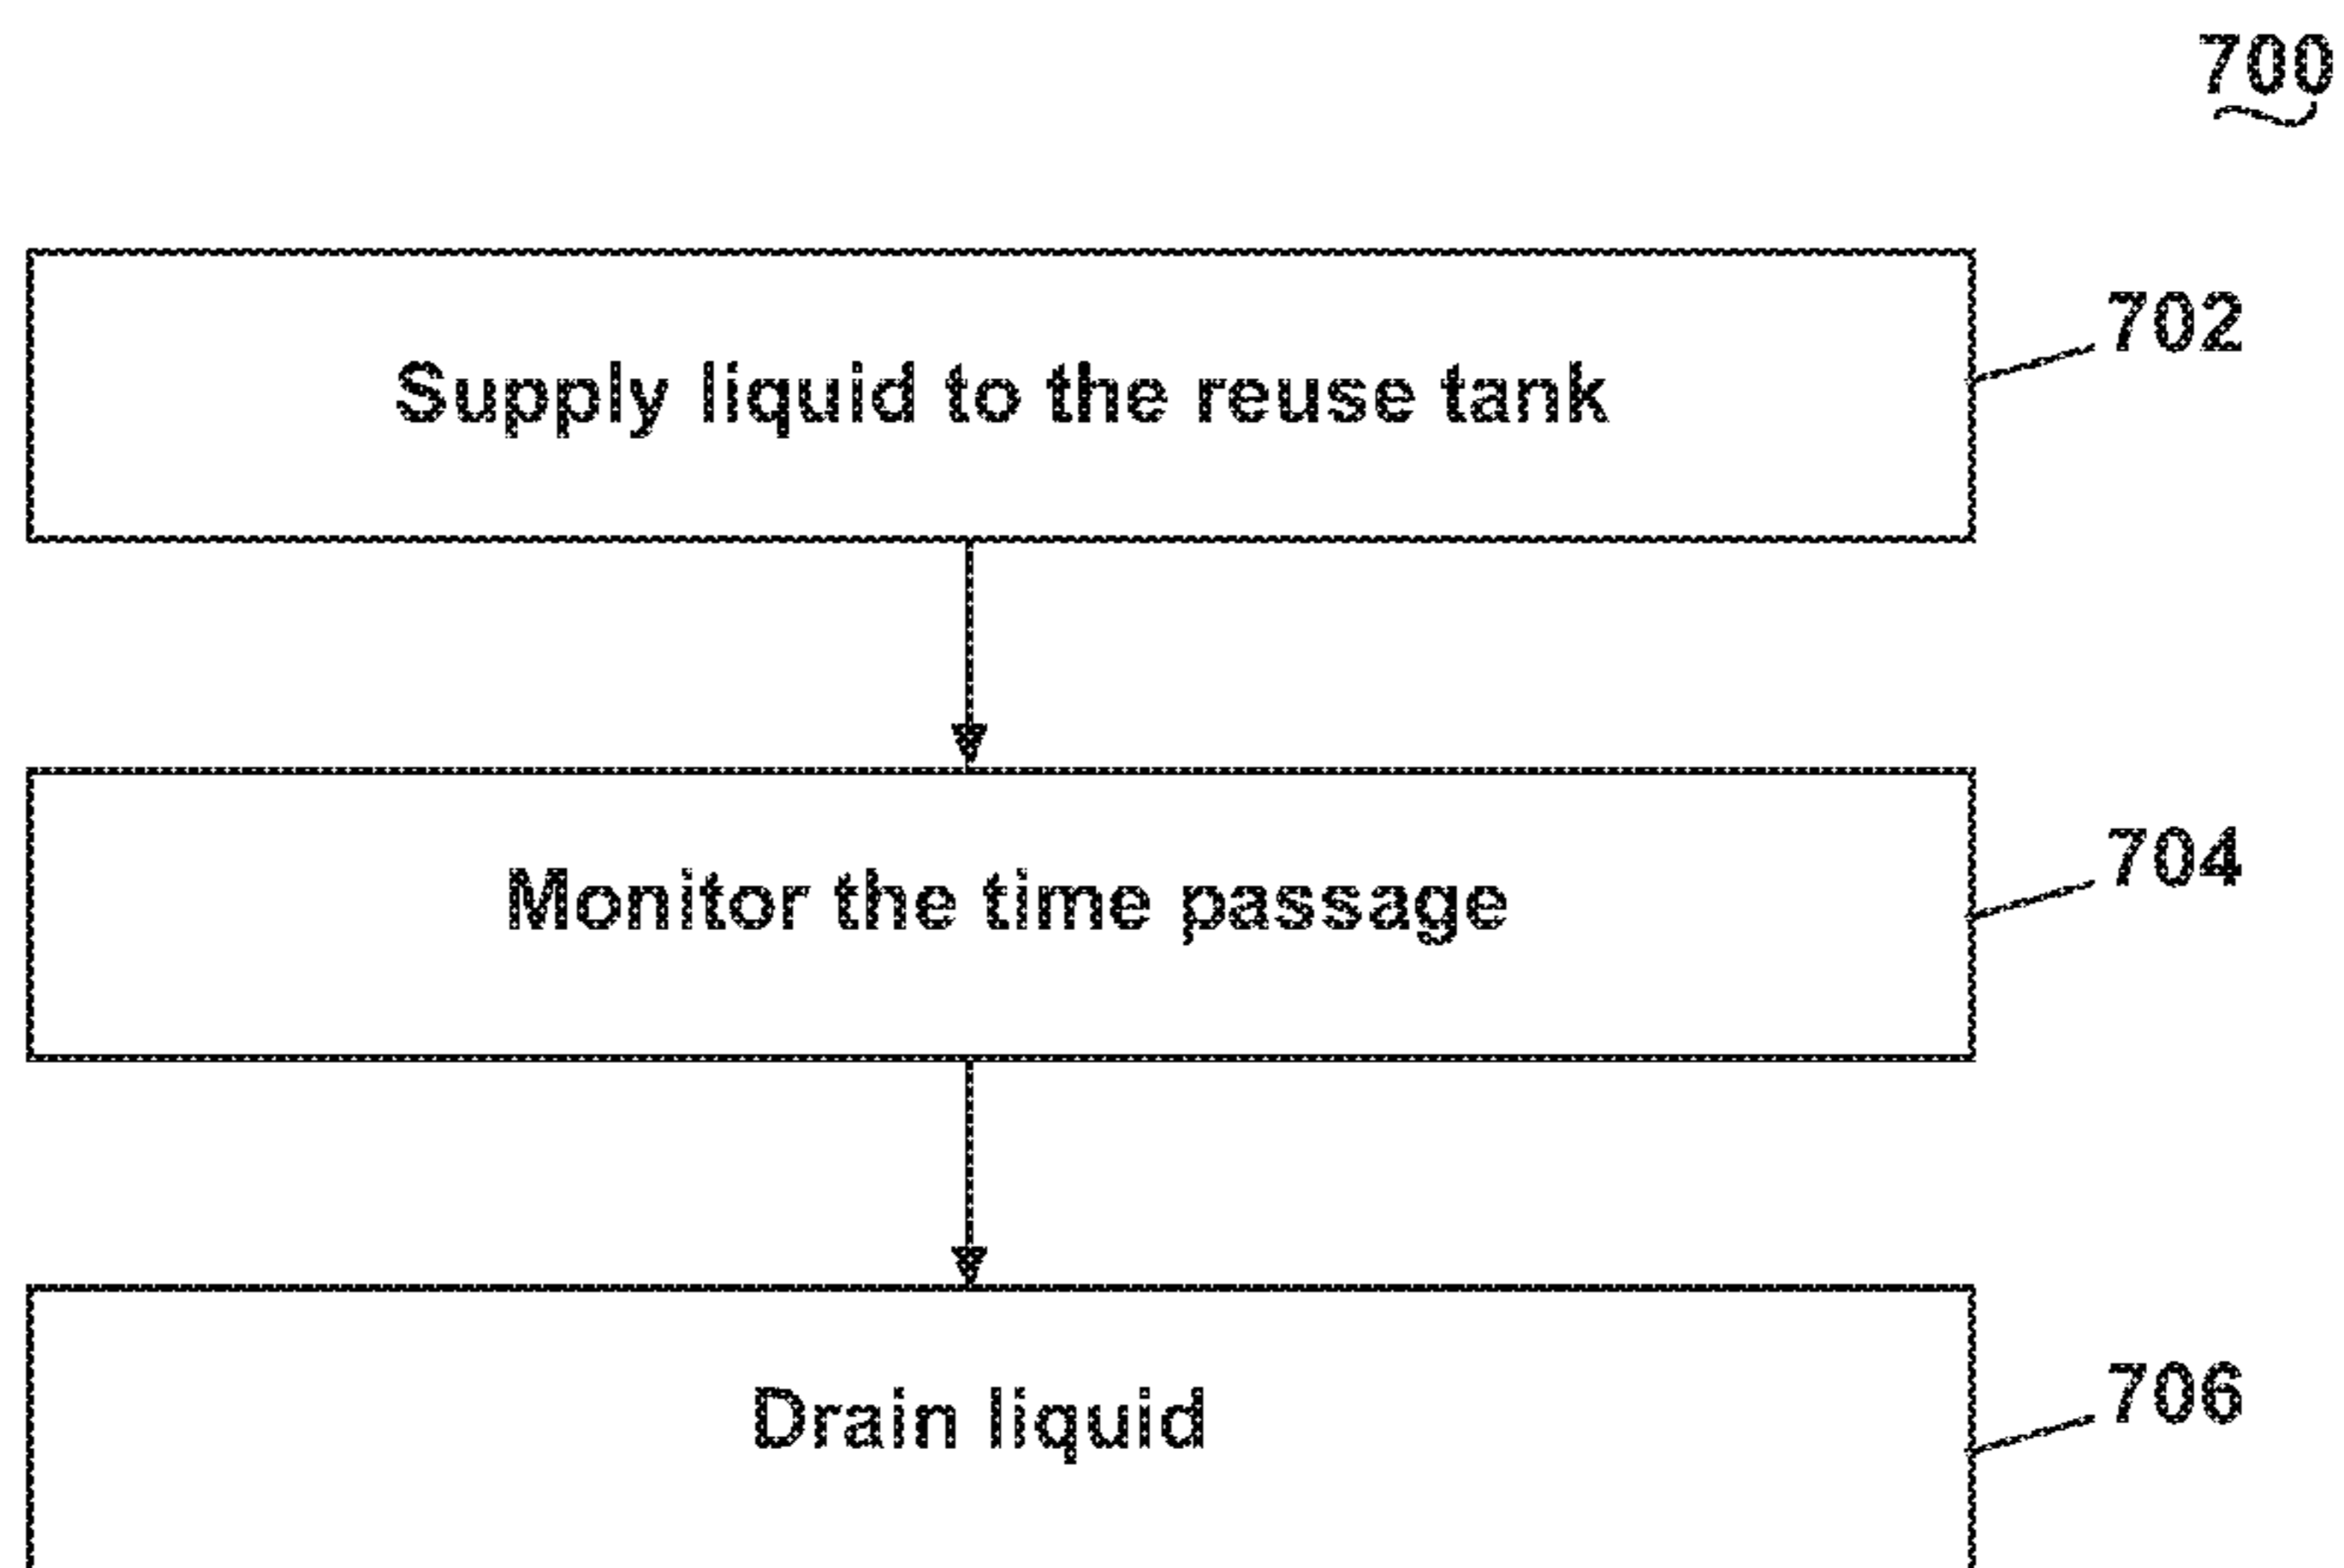 700
702
Supply liquid to the reuse tank
704
Monitor the time passage
706
Drain liquid